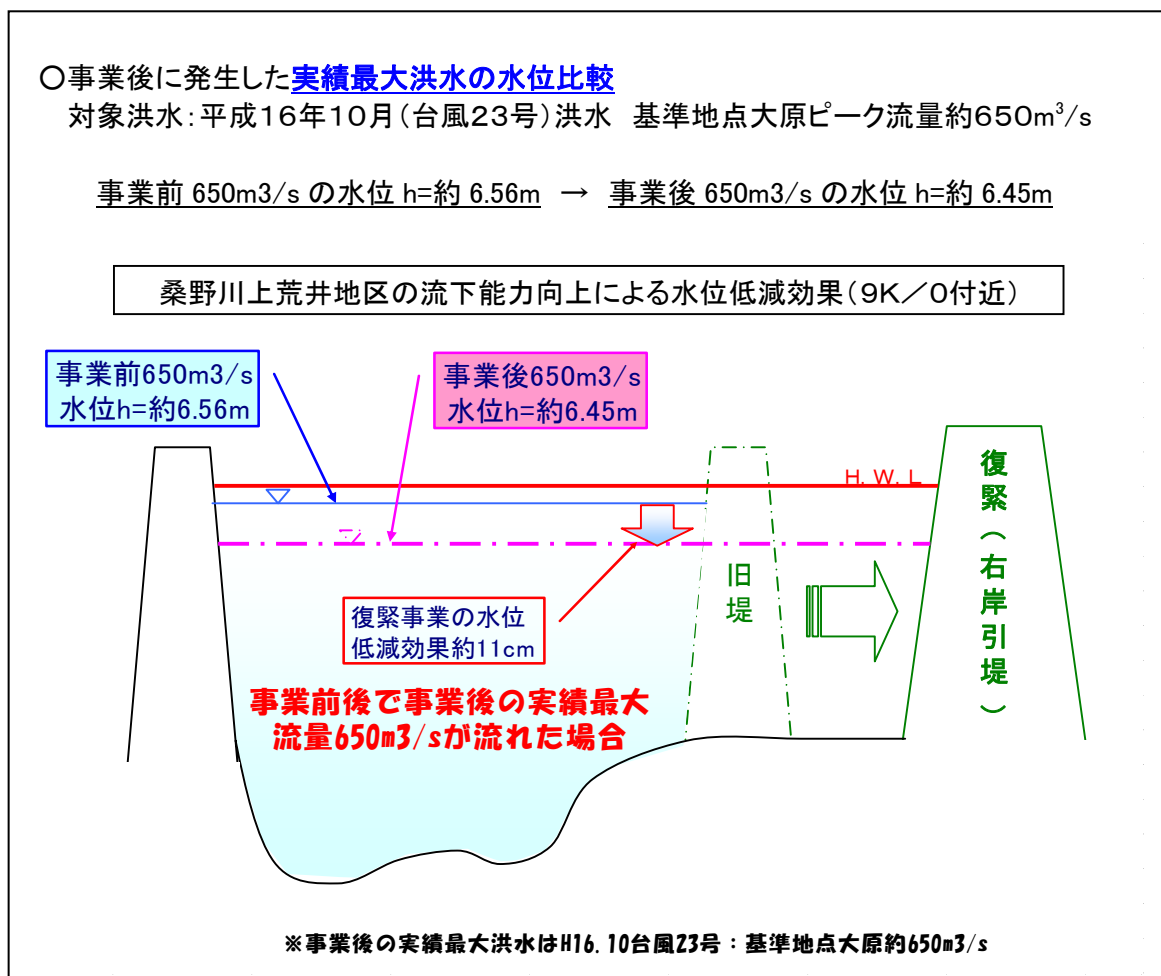 ○事業後に発生した実績最大洪水の水位比較
対象洪水：平成16年10月（台風23号）洪水　基準地点大原ピーク流量約650m³/s
事業前 650m3/s の水位 h=約 6.56m → 事業後 650m3/s の水位 h=約 6.45m
桑野川上荒井地区の流下能力向上による水位低減効果（9K／0付近）
事業前650m3/s
水位h=約6.56m
事業後650m3/s
水位h=約6.45m
H. W. L
旧堤
復緊（右岸引堤）
復緊事業の水位
低減効果約11cm
事業前後で事業後の実績最大
流量650m3/sが流れた場合
※事業後の実績最大洪水はH16. 10台風23号：基準地点大原約650m3/s